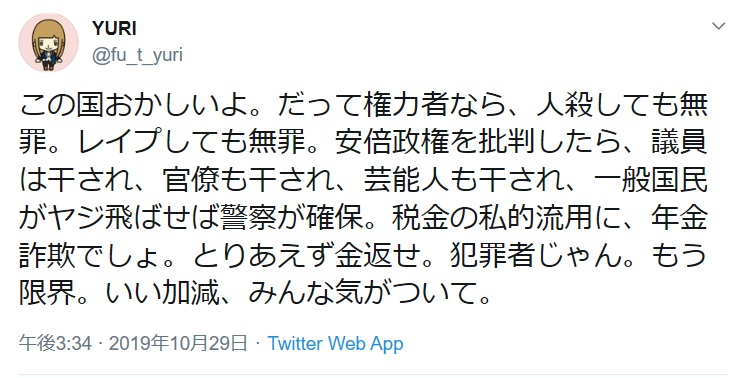 YURI
@fu_t_yuri
この国おかしいよ。だって権力者なら、人殺しても無
罪。レイプしても無罪。安倍政権を批判したら、議員
は干され、官僚も干され、芸能人も干され、一般国民
がヤジ飛ばせば警察が確保。税金の私的流用に、年金
詐欺でしょ。とりあえず金返せ。犯罪者じゃん。もう
限界。いい加減、みんな気がついて。
午後3:34 · 2019年10月29日 · Twitter Web App